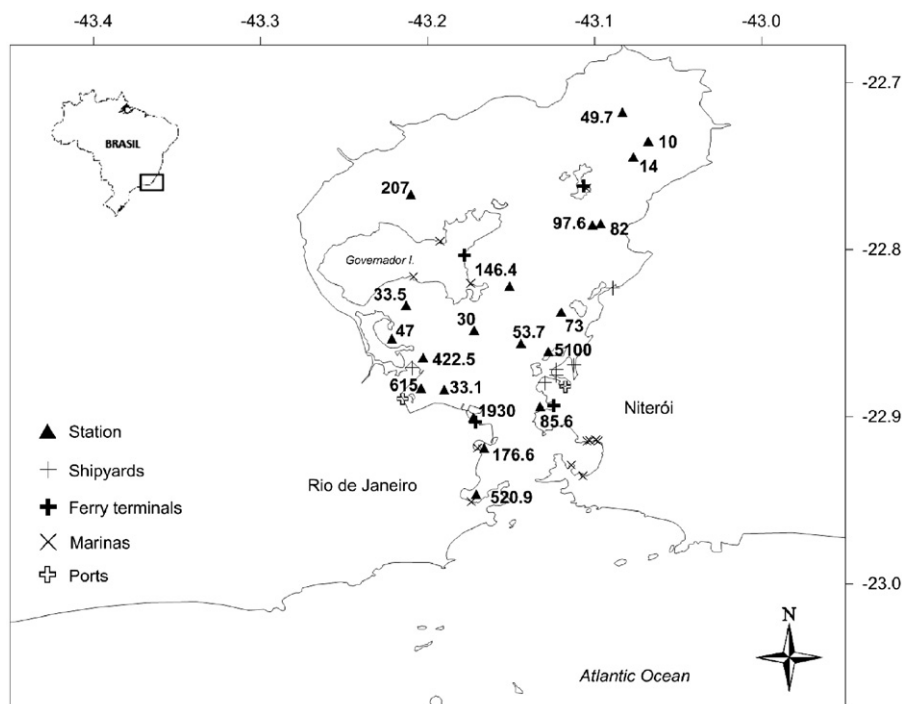 -43.4 -43.3 -43.2 -43.1 -43.0
-22.7
49.7
10
14
BRASIL
207
97.6 82
-22.8
Governador I.
146.4
33.5
30
73
47
53.7
5100
422.5
615 33.1
1930
-22.9
85.6
Niterói
Station
176.6
Shipyards
Rio de Janeiro
520.9
Ferry terminals
Marinas
Ports
-23.0
N
Atlantic Ocean